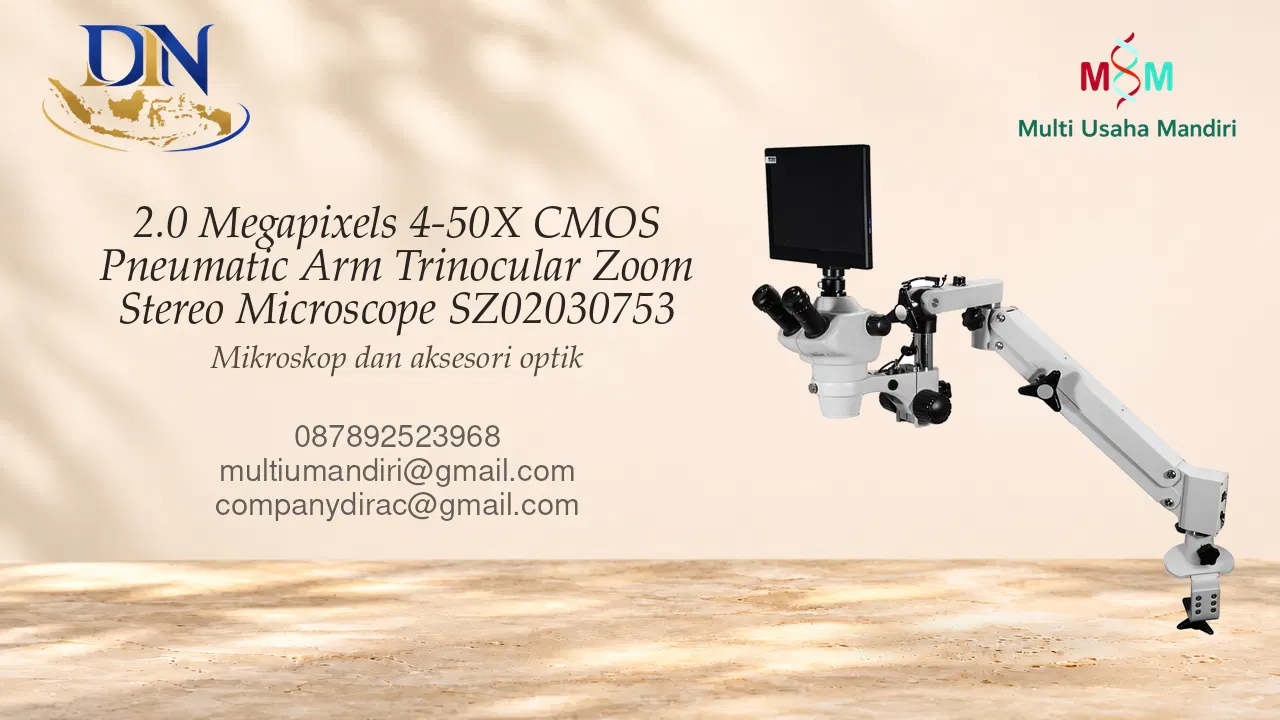 DIN
M M
Multi Usaha Mandiri
2.0 Megapixels 4-50X CMOS
Pneumatic Arm Trinocular Zoom
Stereo Microscope SZ02030753
Mikroskop dan aksesori optik
087892523968
multiumandiri@gmail.com
companydirac@gmail.com